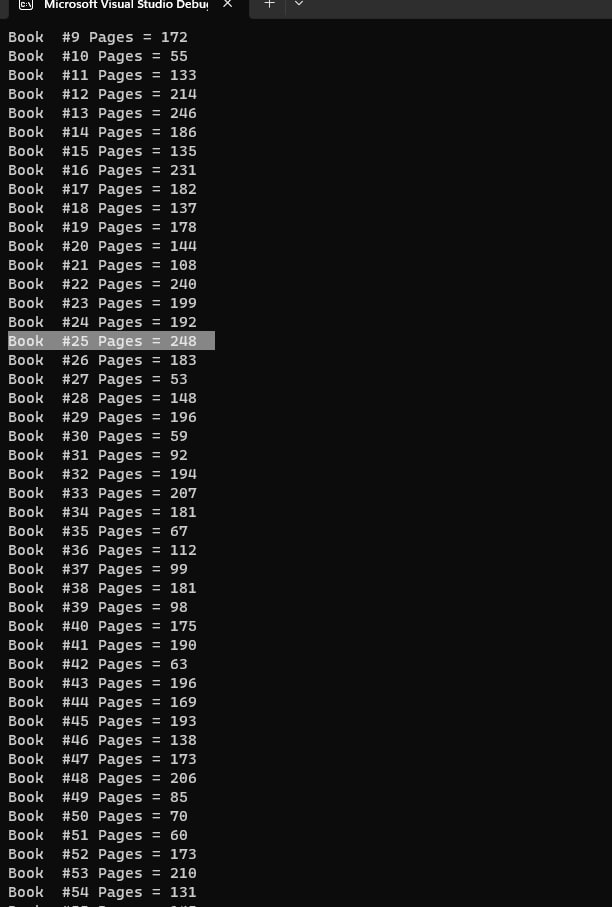 Microsoft Visual Studio Debu
Book  #9 Pages = 172
Book  #10 Pages = 55
Book  #11 Pages = 133
Book  #12 Pages = 214
Book  #13 Pages = 246
Book  #14 Pages = 186
Book  #15 Pages = 135
Book  #16 Pages = 231
Book  #17 Pages = 182
Book  #18 Pages = 137
Book  #19 Pages = 178
Book  #20 Pages = 144
Book  #21 Pages = 108
Book  #22 Pages = 240
Book  #23 Pages = 199
Book  #24 Pages = 192
Book  #25 Pages = 248
Book  #26 Pages = 183
Book  #27 Pages = 53
Book  #28 Pages = 148
Book  #29 Pages = 196
Book  #30 Pages = 59
Book  #31 Pages = 92
Book  #32 Pages = 194
Book  #33 Pages = 207
Book  #34 Pages = 181
Book  #35 Pages = 67
Book  #36 Pages = 112
Book  #37 Pages = 99
Book  #38 Pages = 181
Book  #39 Pages = 98
Book  #40 Pages = 175
Book  #41 Pages = 190
Book  #42 Pages = 63
Book  #43 Pages = 196
Book  #44 Pages = 169
Book  #45 Pages = 193
Book  #46 Pages = 138
Book  #47 Pages = 173
Book  #48 Pages = 206
Book  #49 Pages = 85
Book  #50 Pages = 70
Book  #51 Pages = 60
Book  #52 Pages = 173
Book  #53 Pages = 210
Book  #54 Pages = 131